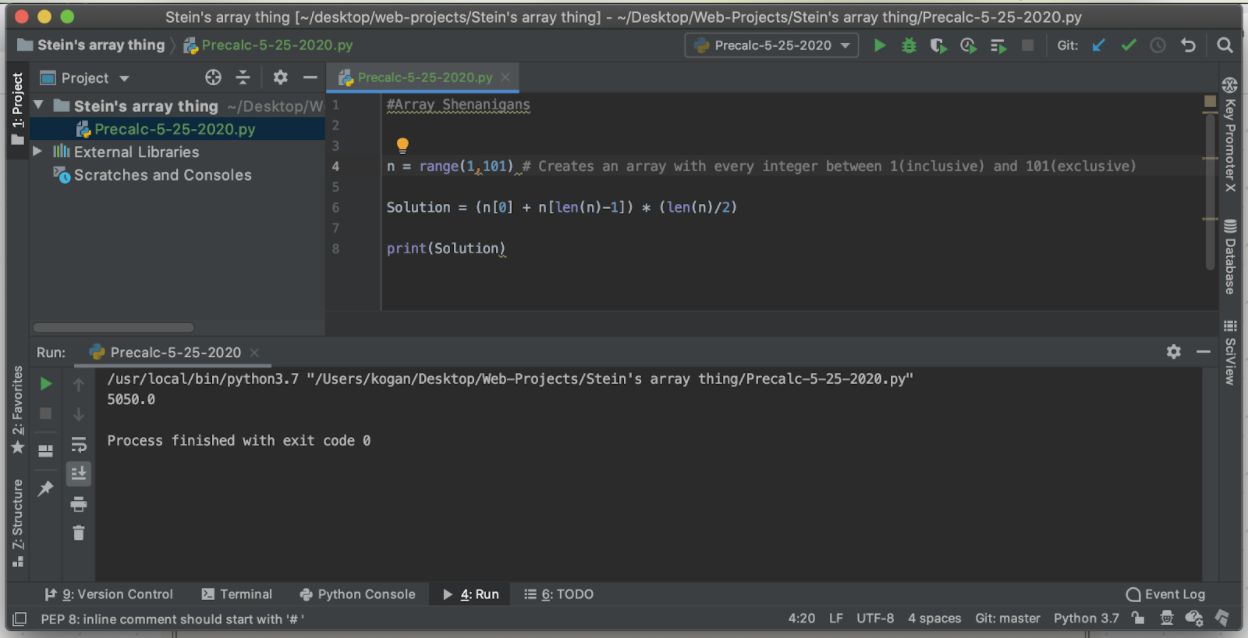 Stein's array thing [~/desktop/web-projects/Stein's array thing] - ~/Desktop/Web-Projects/Stein's array thing/Precalc-5-25-2020.py
Stein's array thing Precalc-5-25-2020.py Precalc-5-25-2020 Git:
1: Project
Project
Stein's array thing ~/Desktop/W
Precalc-5-25-2020.py
External Libraries
Scratches and Consoles
Precalc-5-25-2020.py
1 #Array Shenanigans
2
3
4 n = range(1,101) # Creates an array with every integer between 1(inclusive) and 101(exclusive)
5
6 Solution = (n[0] + n[len(n)-1]) * (len(n)/2)
7
8 print(Solution)
Key Promoter X
Database
SciView
Run: Precalc-5-25-2020
/usr/local/bin/python3.7 "/Users/kogan/Desktop/Web-Projects/Stein's array thing/Precalc-5-25-2020.py"
5050.0
Process finished with exit code 0
2: Favorites
Z: Structure
9: Version Control Terminal Python Console 4: Run 6: TODO Event Log
PEP 8: inline comment should start with '# ' 4:20 LF UTF-8 4 spaces Git: master Python 3.7